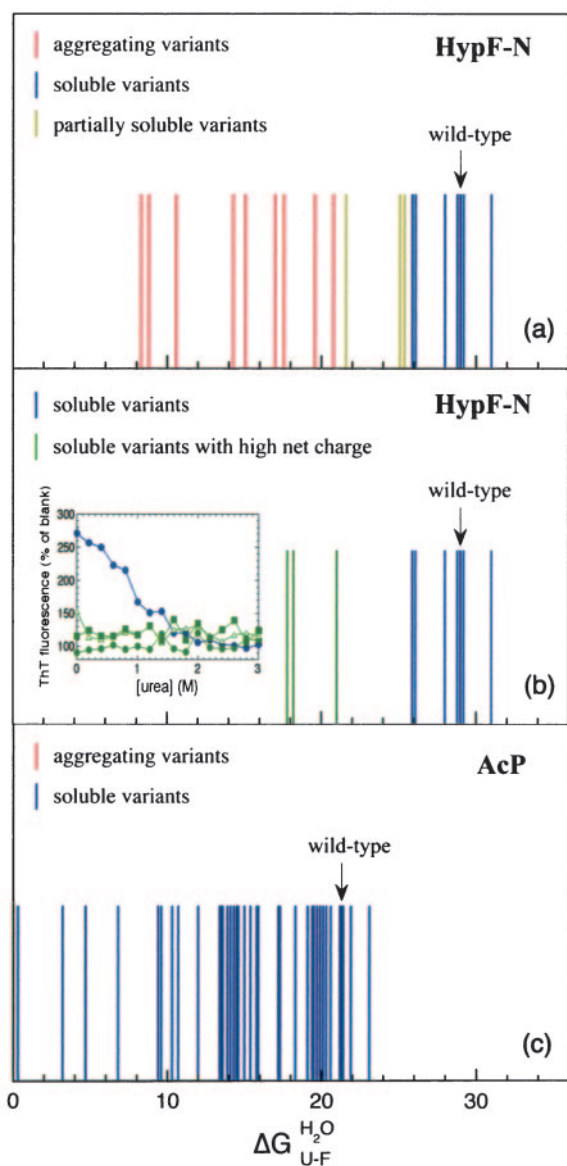 aggregating variants
HypF-N
soluble variants
partially soluble variants
wild-type
(a)
soluble variants
HypF-N
soluble variants with high net charge
wild-type
ThT fluorescence (% of blank)
300
250
200
150
100
0 1 2 3
[urea] (M)
(b)
aggregating variants
AcP
soluble variants
wild-type
(c)
0 10 20 30
ΔG H₂O
U-F